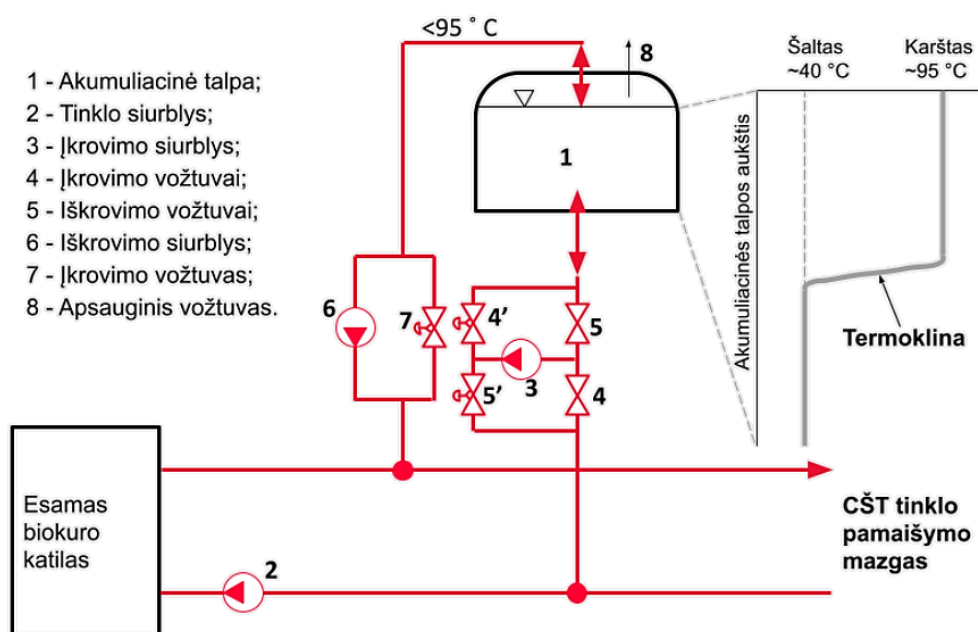 <95 ˚ C
8
Šaltas
~40 °C
Karštas
~95 °C
1 - Akumuliacinė talpa;
2 - Tinklo siurblys;
3 - Įkrovimo siurblys;
4 - Įkrovimo vožtuvai;
5 - Iškrovimo vožtuvai;
6 - Iškrovimo siurblys;
7 - Įkrovimo vožtuvas;
8 - Apsauginis vožtuvas.
1
Akumuliacinės talpos aukštis
Termoklina
6
7
4'
5
3
5'
4
Esamas
biokuro
katilas
2
CŠT tinklo
pamaišymo
mazgas